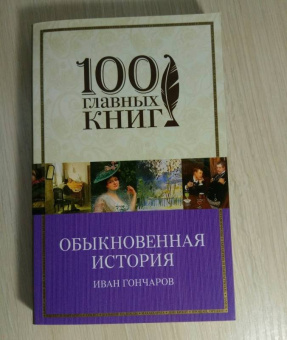 100
ГЛАВНЫХ
КНИГ
ОБЫКНОВЕННАЯ
ИСТОРИЯ
ИВАН ГОНЧАРОВ